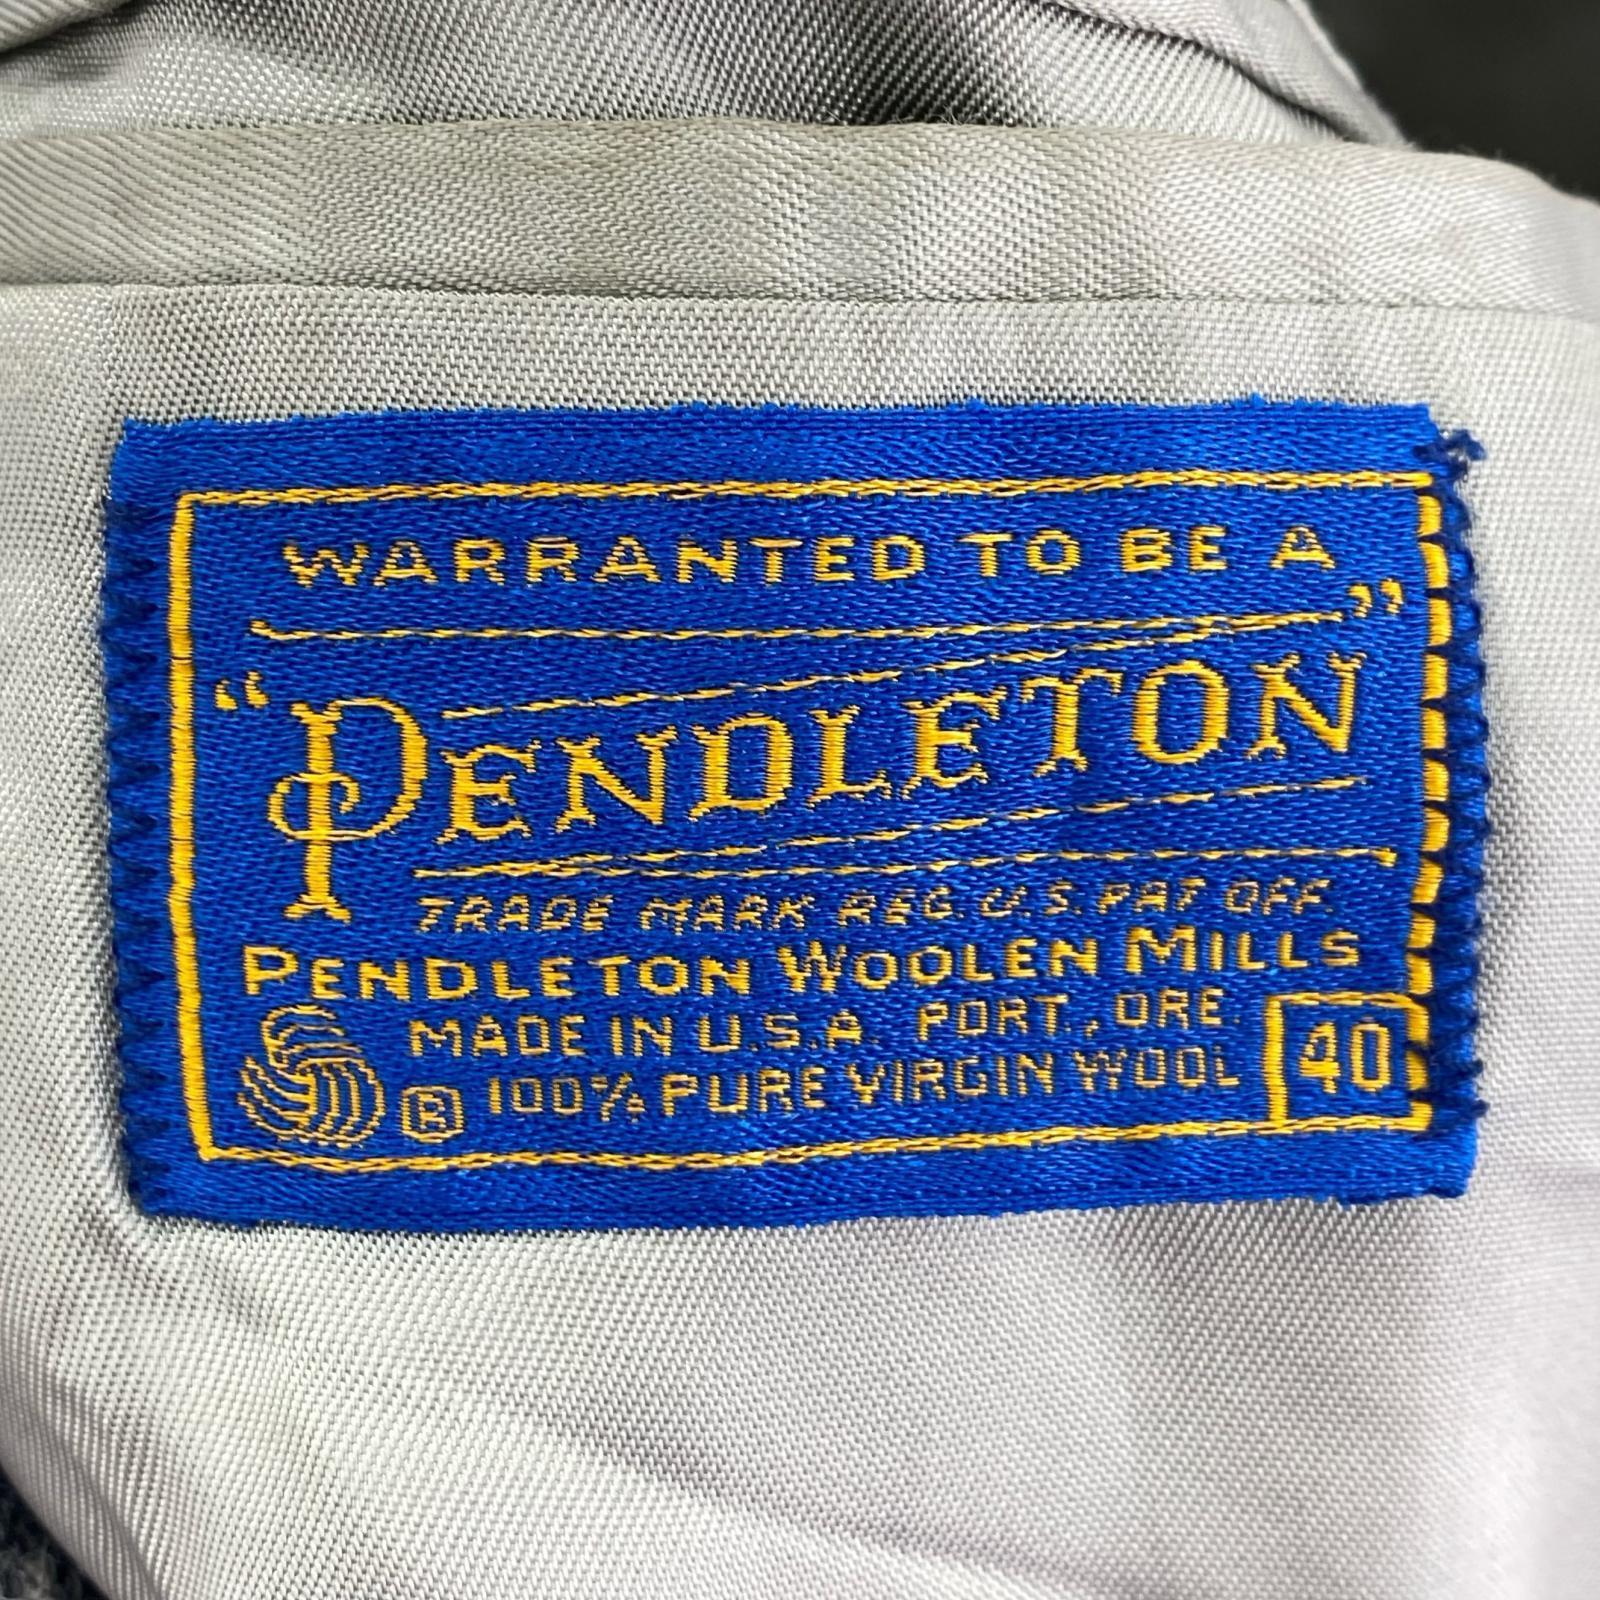 WARRANTED TO BE A
"PENDLETON"
TRADE MARK REG. U.S. PAT OFF.
PENDLETON WOOLEN MILLS
MADE IN U.S.A. PORT., ORE.
® 100% PURE VIRGIN WOOL
40